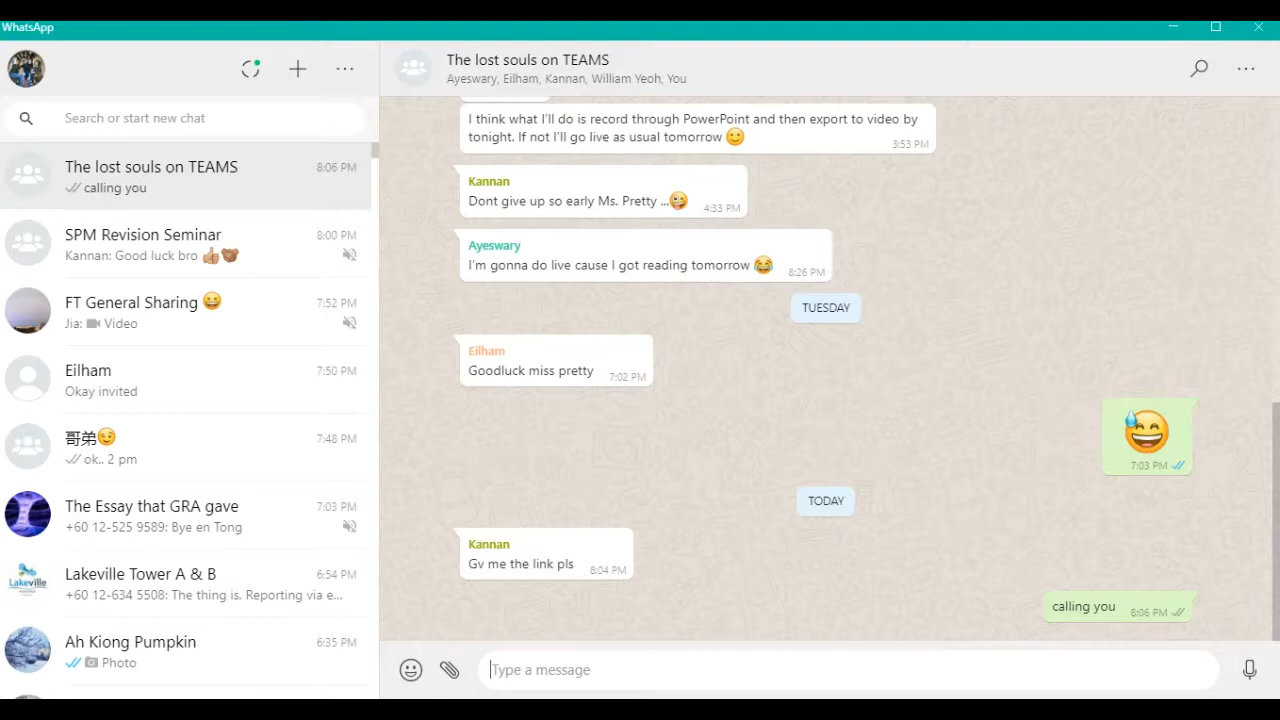 WhatsApp
Search or start new chat
The lost souls on TEAMS 8:06 PM
calling you
SPM Revision Seminar 8:00 PM
Kannan: Good luck bro 👍🏽🤝🏽
FT General Sharing 😀 7:52 PM
Jia: Video
Eilham 7:50 PM
Okay invited
哥弟😏 7:48 PM
ok.. 2 pm
The Essay that GRA gave 7:03 PM
+60 12-525 9589: Bye en Tong
Lakeville
Lakeville Tower A & B 6:54 PM
+60 12-634 5508: The thing is. Reporting via e...
Ah Kiong Pumpkin 6:35 PM
Photo
The lost souls on TEAMS
Ayeswary, Eilham, Kannan, William Yeoh, You
I think what I'll do is record through PowerPoint and then export to video by
tonight. If not I'll go live as usual tomorrow 😊
3:53 PM
Kannan
Dont give up so early Ms. Pretty ...🤪 4:33 PM
Ayeswary
I'm gonna do live cause I got reading tomorrow 😂 8:26 PM
TUESDAY
Eilham
Goodluck miss pretty 7:02 PM
😅
7:03 PM
TODAY
Kannan
Gv me the link pls 8:04 PM
calling you 8:06 PM
Type a message